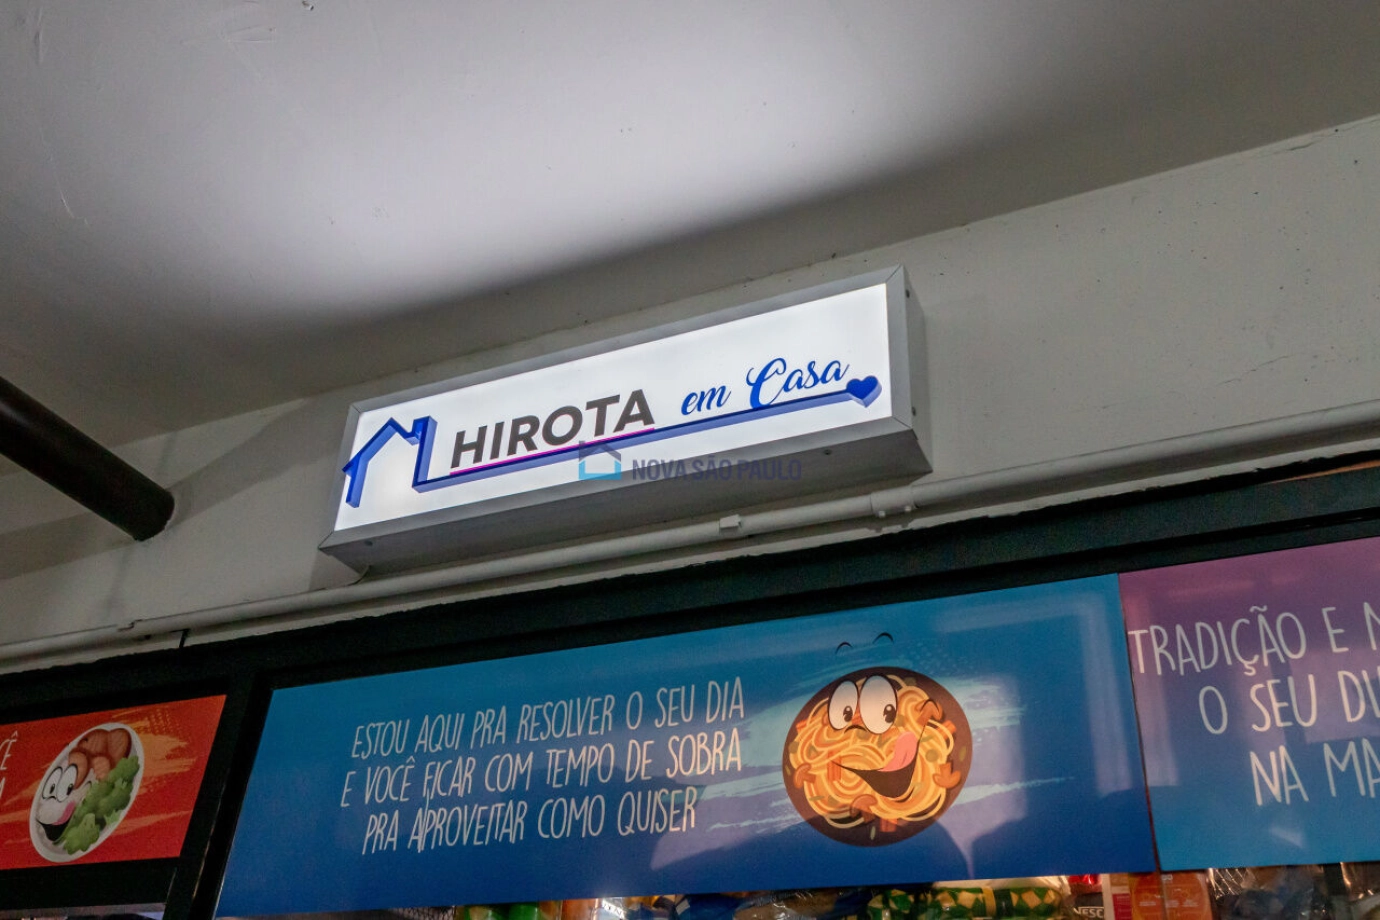 HIROTA em Casa
NOVA SÃO PAULO
ESTOU AQUI PRA RESOLVER O SEU DIA
E VOCÊ FICAR COM TEMPO DE SOBRA
PRA APROVEITAR COMO QUISER
TRADIÇÃO E
O SEU
NA